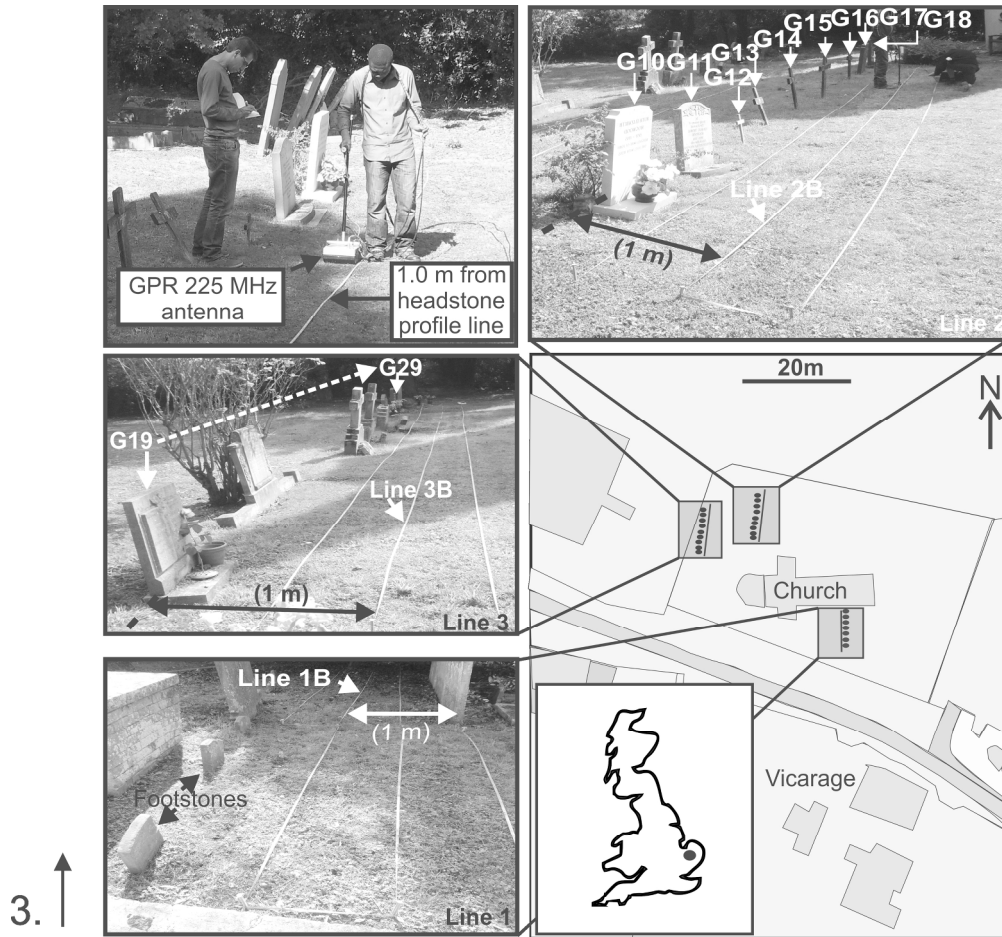 GPR 225 MHz
antenna
1.0 m from
headstone
profile line
G10
G11
G12
G13
G14
G15
G16
G17
G18
Line 2B
(1 m)
Line
20m
N
G19
G29
Line 3B
(1 m)
Line 3
Church
Line 1B
(1 m)
Footstones
Line 1
Vicarage
3.